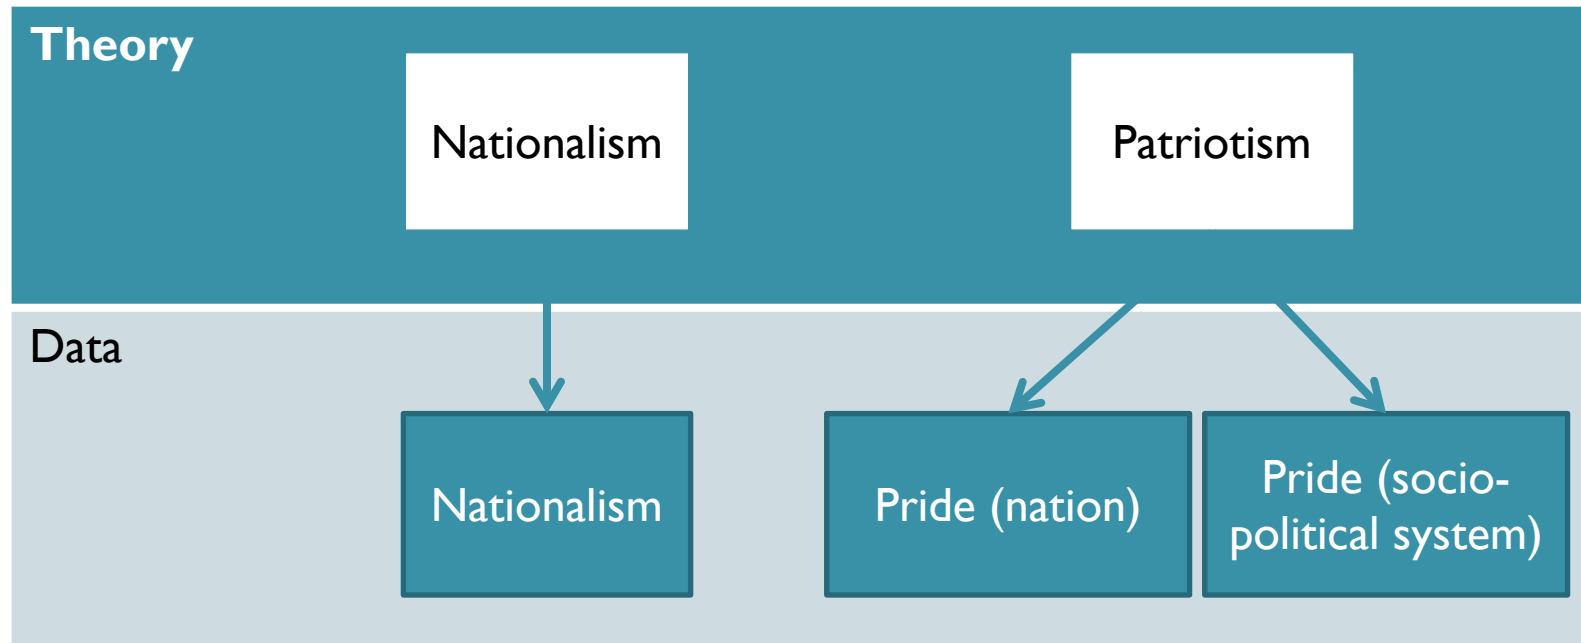 Theory
Nationalism
Patriotism
Data
Nationalism
Pride (nation)
Pride (socio-
political system)